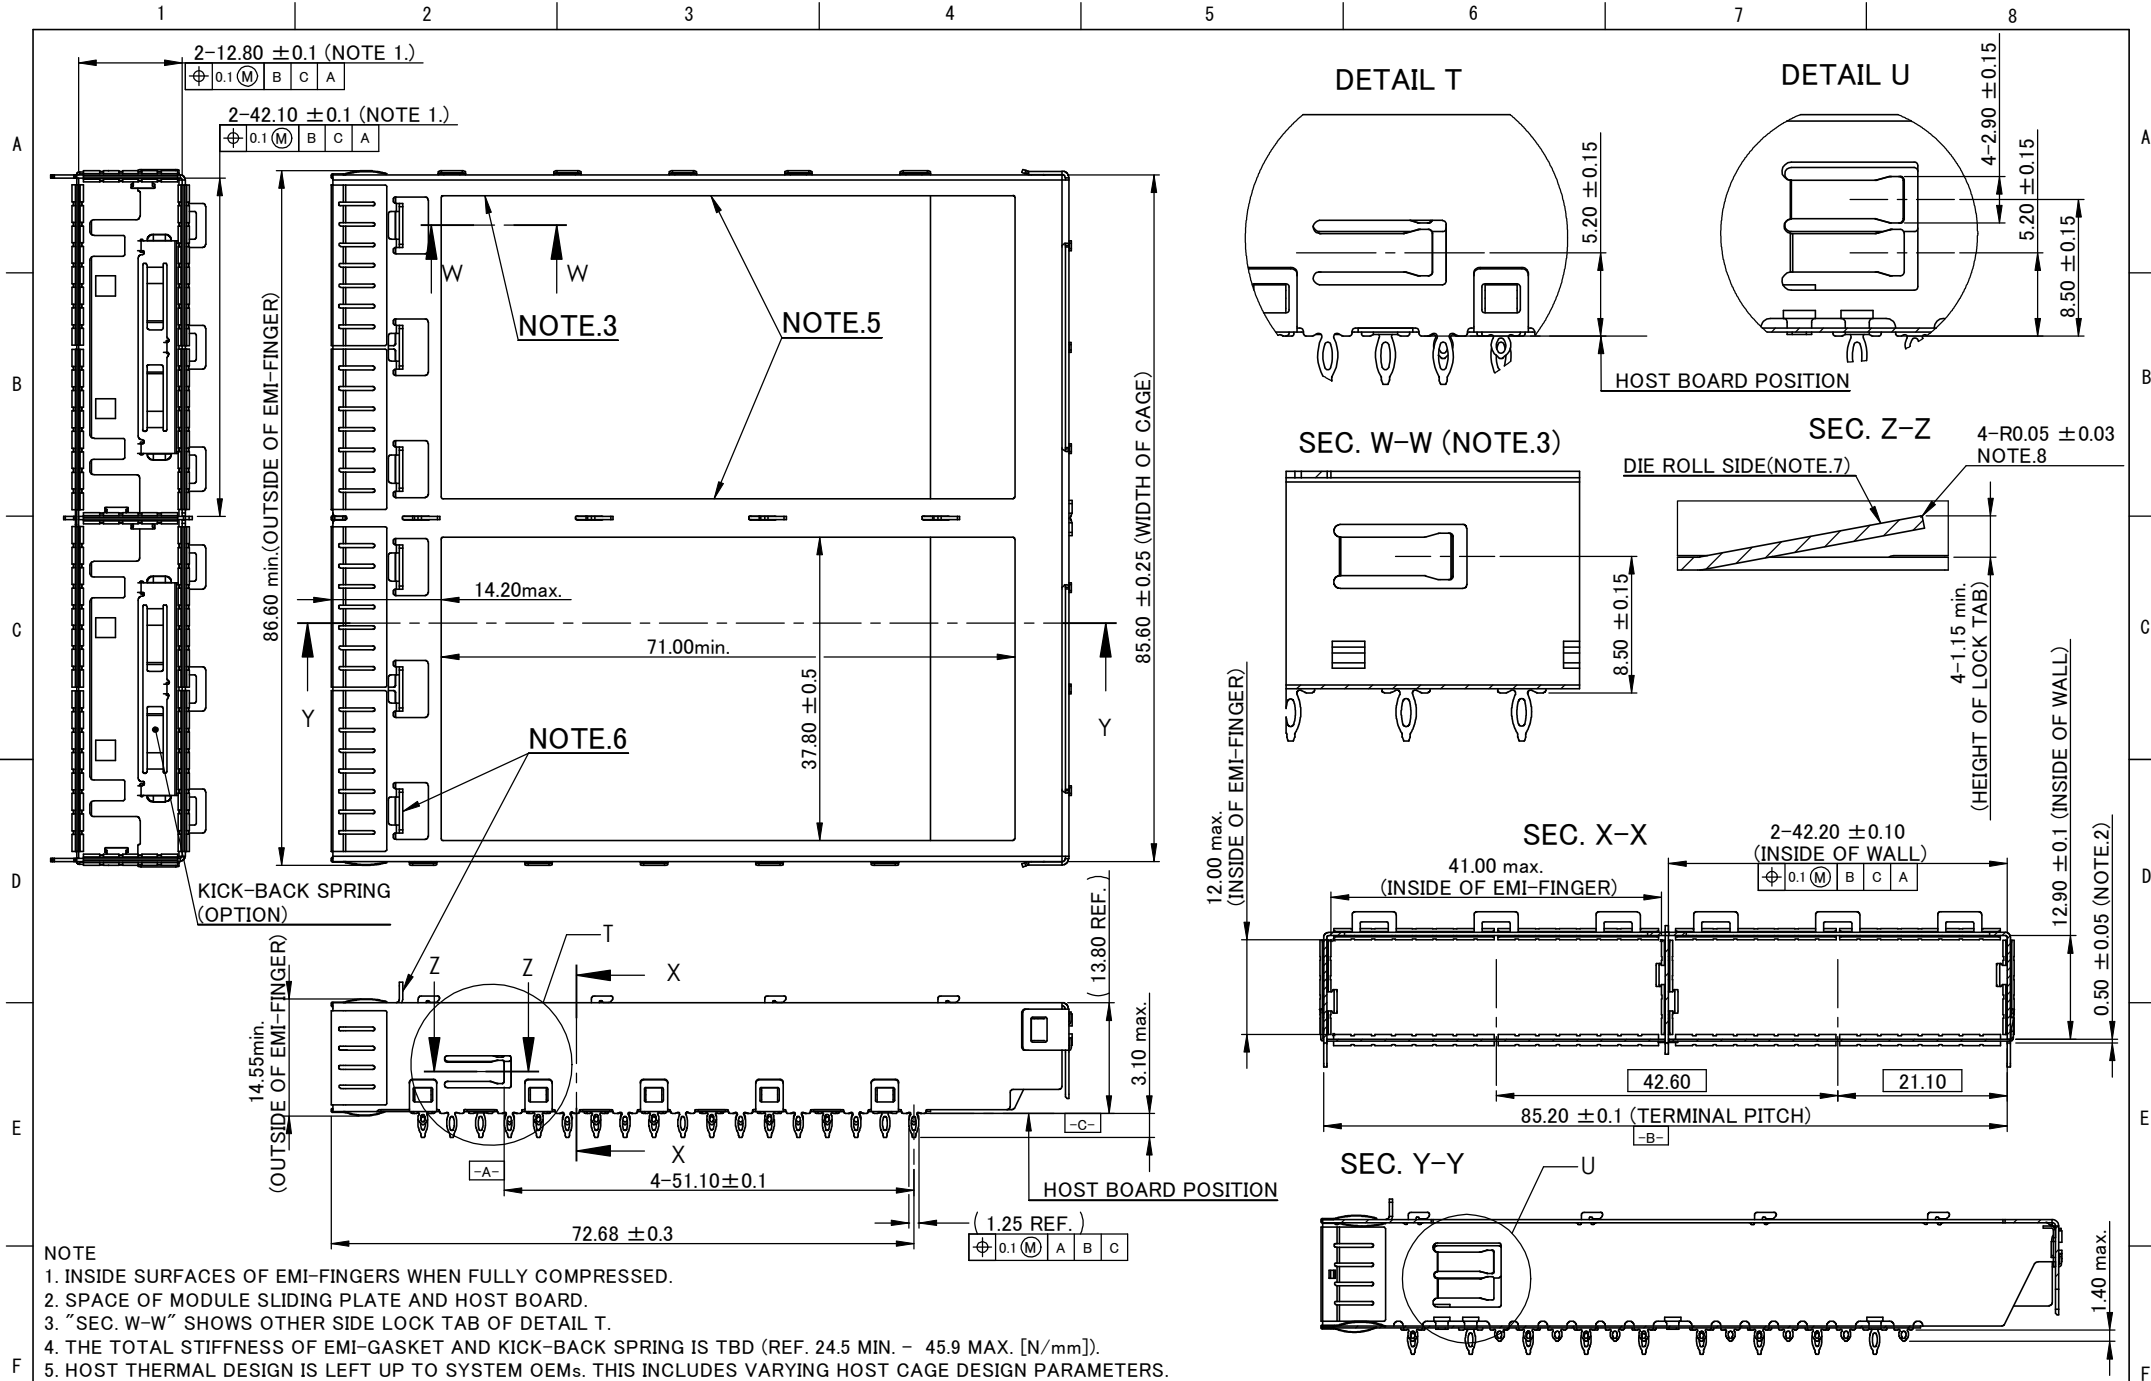 1 2 3 4 5 6 7 8
A B C D E F
2-12.80 ±0.1 (NOTE 1.)
⌖ 0.1 Ⓜ B C A
2-42.10 ±0.1 (NOTE 1.)
⌖ 0.1 Ⓜ B C A
W W
NOTE.3
NOTE.5
86.60 min.(OUTSIDE OF EMI-FINGER)
14.20max.
71.00min.
37.80 ±0.5
85.60 ±0.25 (WIDTH OF CAGE)
Y Y
NOTE.6
KICK-BACK SPRING
(OPTION)
14.55min.
(OUTSIDE OF EMI-FINGER)
Z Z
T
X
X
(13.80 REF.)
3.10 max.
-C-
-A-
4-51.10±0.1
72.68 ±0.3
HOST BOARD POSITION
(1.25 REF.)
⌖ 0.1 Ⓜ A B C
DETAIL T
5.20 ±0.15
HOST BOARD POSITION
DETAIL U
4-2.90 ±0.15
5.20 ±0.15
8.50 ±0.15
SEC. W-W (NOTE.3)
8.50 ±0.15
SEC. Z-Z
DIE ROLL SIDE(NOTE.7)
4-R0.05 ±0.03
NOTE.8
4-1.15 min.
(HEIGHT OF LOCK TAB)
SEC. X-X
12.00 max.
(INSIDE OF EMI-FINGER)
41.00 max.
(INSIDE OF EMI-FINGER)
2-42.20 ±0.10
(INSIDE OF WALL)
⌖ 0.1 Ⓜ B C A
12.90 ±0.1 (INSIDE OF WALL)
0.50 ±0.05 (NOTE.2)
42.60
21.10
85.20 ±0.1 (TERMINAL PITCH)
-B-
SEC. Y-Y
U
1.40 max.
NOTE
1. INSIDE SURFACES OF EMI-FINGERS WHEN FULLY COMPRESSED.
2. SPACE OF MODULE SLIDING PLATE AND HOST BOARD.
3. "SEC. W-W" SHOWS OTHER SIDE LOCK TAB OF DETAIL T.
4. THE TOTAL STIFFNESS OF EMI-GASKET AND KICK-BACK SPRING IS TBD (REF. 24.5 MIN. - 45.9 MAX. [N/mm]).
5. HOST THERMAL DESIGN IS LEFT UP TO SYSTEM OEMs. THIS INCLUDES VARYING HOST CAGE DESIGN PARAMETERS.
A B C D E F